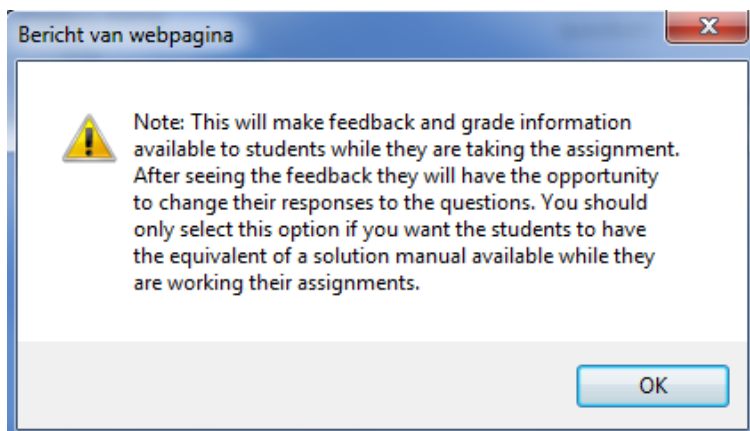 Bericht van webpagina
Note: This will make feedback and grade information
available to students while they are taking the assignment.
After seeing the feedback they will have the opportunity
to change their responses to the questions. You should
only select this option if you want the students to have
the equivalent of a solution manual available while they
are working their assignments.
OK